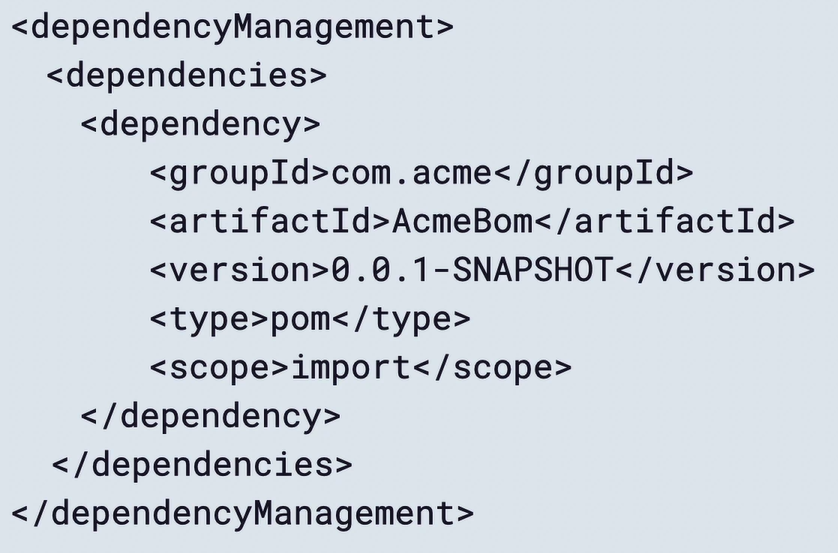 <dependencyManagement>
<dependencies>
<dependency>
<groupId>com.acme</groupId>
<artifactId>AcmeBom</artifactId>
<version>0.0.1-SNAPSHOT</version>
<type>pom</type>
<scope>import</scope>
</dependency>
</dependencies>
</dependencyManagement>